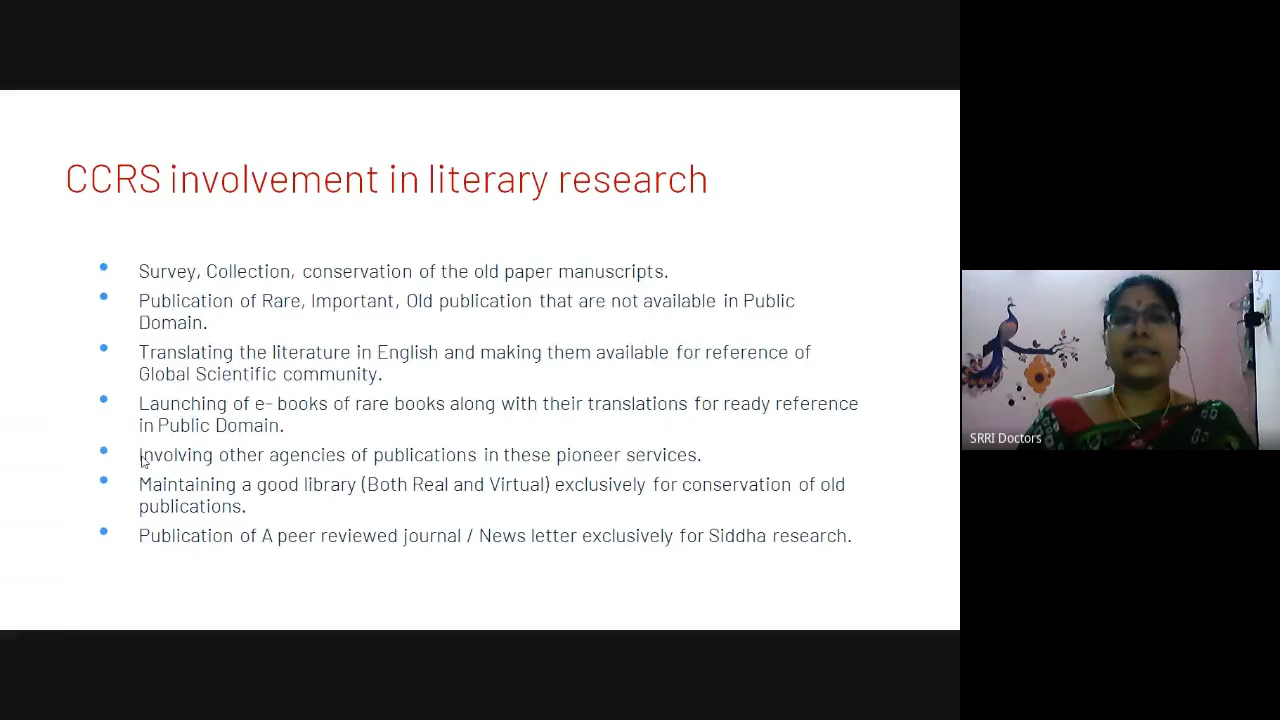 CCRS involvement in literary research
• Survey, Collection, conservation of the old paper manuscripts.
• Publication of Rare, Important, Old publication that are not available in Public
Domain.
• Translating the literature in English and making them available for reference of
Global Scientific community.
• Launching of e- books of rare books along with their translations for ready reference
in Public Domain.
• Involving other agencies of publications in these pioneer services.
• Maintaining a good library (Both Real and Virtual) exclusively for conservation of old
publications.
• Publication of A peer reviewed journal / News letter exclusively for Siddha research.
SRRI Doctors